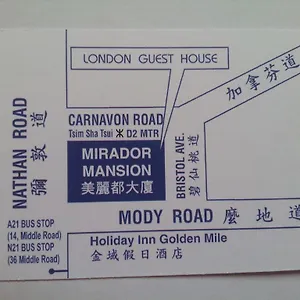 LONDON GUEST HOUSE
加拿芬道
CARNAVON ROAD
Tsim Sha Tsui D2 MTR
NATHAN ROAD
彌敦道
MIRADOR
MANSION
美麗都大廈
BRISTOL AVE.
碧仙桃道
MODY ROAD 麼地道
A21 BUS STOP
(14, Middle Road)
N21 BUS STOP
(36 Middle Road)
Holiday Inn Golden Mile
金域假日酒店